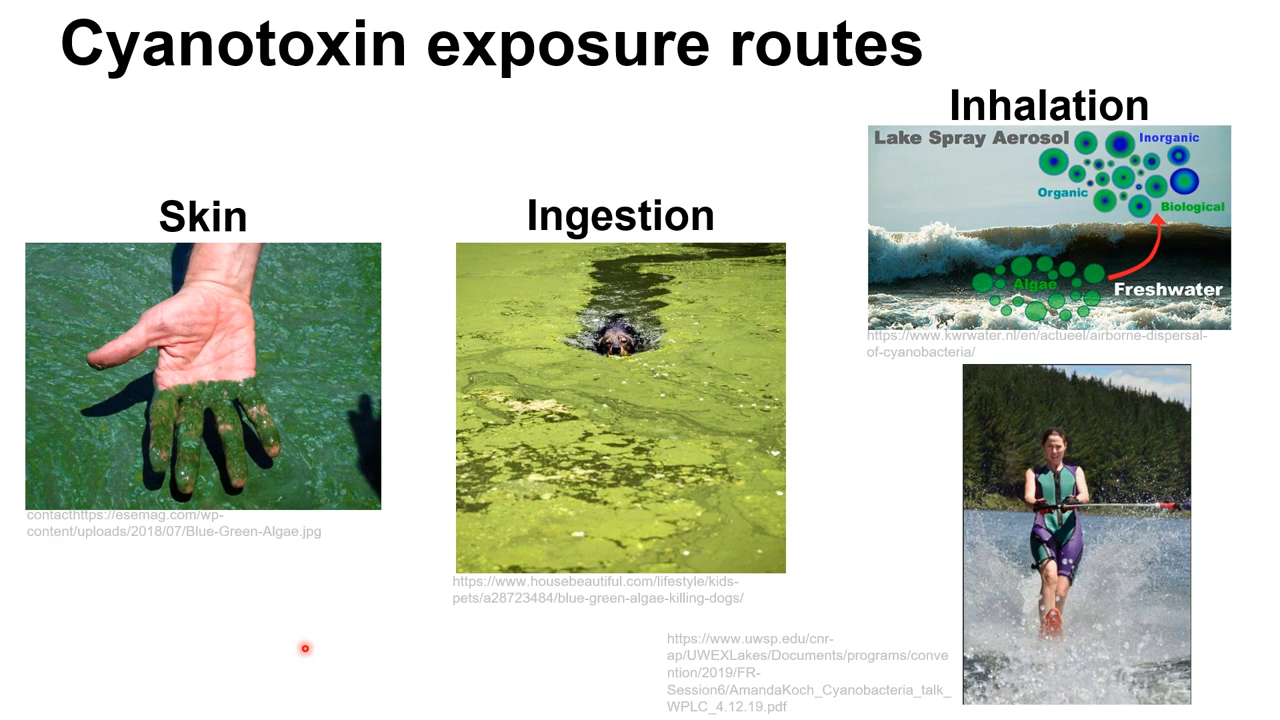 Cyanotoxin exposure routes
Inhalation
Lake Spray Aerosol
Inorganic
Organic
Biological
Algae
Freshwater
https://www.kwrwater.nl/en/actueel/airborne-dispersal-
of-cyanobacteria/
Skin
contacthttps://esemag.com/wp-
content/uploads/2018/07/Blue-Green-Algae.jpg
Ingestion
https://www.housebeautiful.com/lifestyle/kids-
pets/a28723484/blue-green-algae-killing-dogs/
https://www.uwsp.edu/cnr-
ap/UWEXLakes/Documents/programs/conve
ntion/2019/FR-
Session6/AmandaKoch_Cyanobacteria_talk_
WPLC_4.12.19.pdf